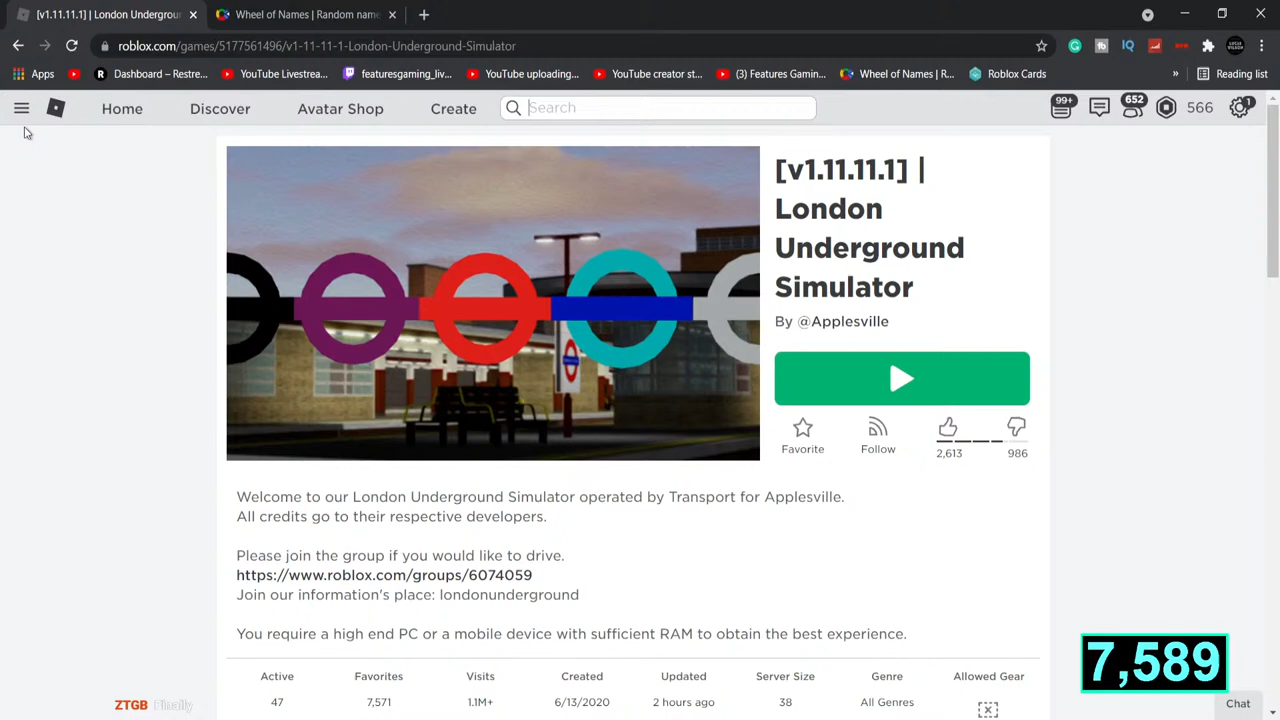 [v1.11.11.1] | London Undergroun
Wheel of Names | Random name
roblox.com/games/5177561496/v1-11-11-1-London-Underground-Simulator
Apps
Dashboard – Restre...
YouTube Livestrea...
featuresgaming_liv...
YouTube uploading...
YouTube creator st...
(3) Features Gamin...
Wheel of Names | R...
Roblox Cards
»
Reading list
Home
Discover
Avatar Shop
Create
Search
99+
652
566
1
[v1.11.11.1] |
London
Underground
Simulator
By @Applesville
Favorite
Follow
2,613
986
Welcome to our London Underground Simulator operated by Transport for Applesville.
All credits go to their respective developers.
Please join the group if you would like to drive.
https://www.roblox.com/groups/6074059
Join our information's place: londonunderground
You require a high end PC or a mobile device with sufficient RAM to obtain the best experience.
Active
Favorites
Visits
Created
Updated
Server Size
Genre
Allowed Gear
47
7,571
1.1M+
6/13/2020
2 hours ago
38
All Genres
7,589
ZTGB Finally
Chat